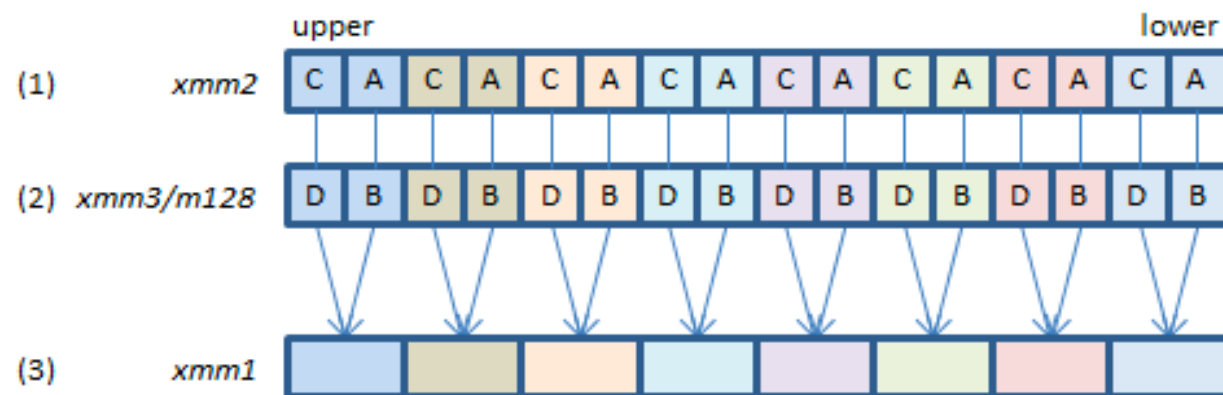 upper lower
(1) xmm2 C A C A C A C A C A C A C A C A
(2) xmm3/m128 D B D B D B D B D B D B D B D B
(3) xmm1